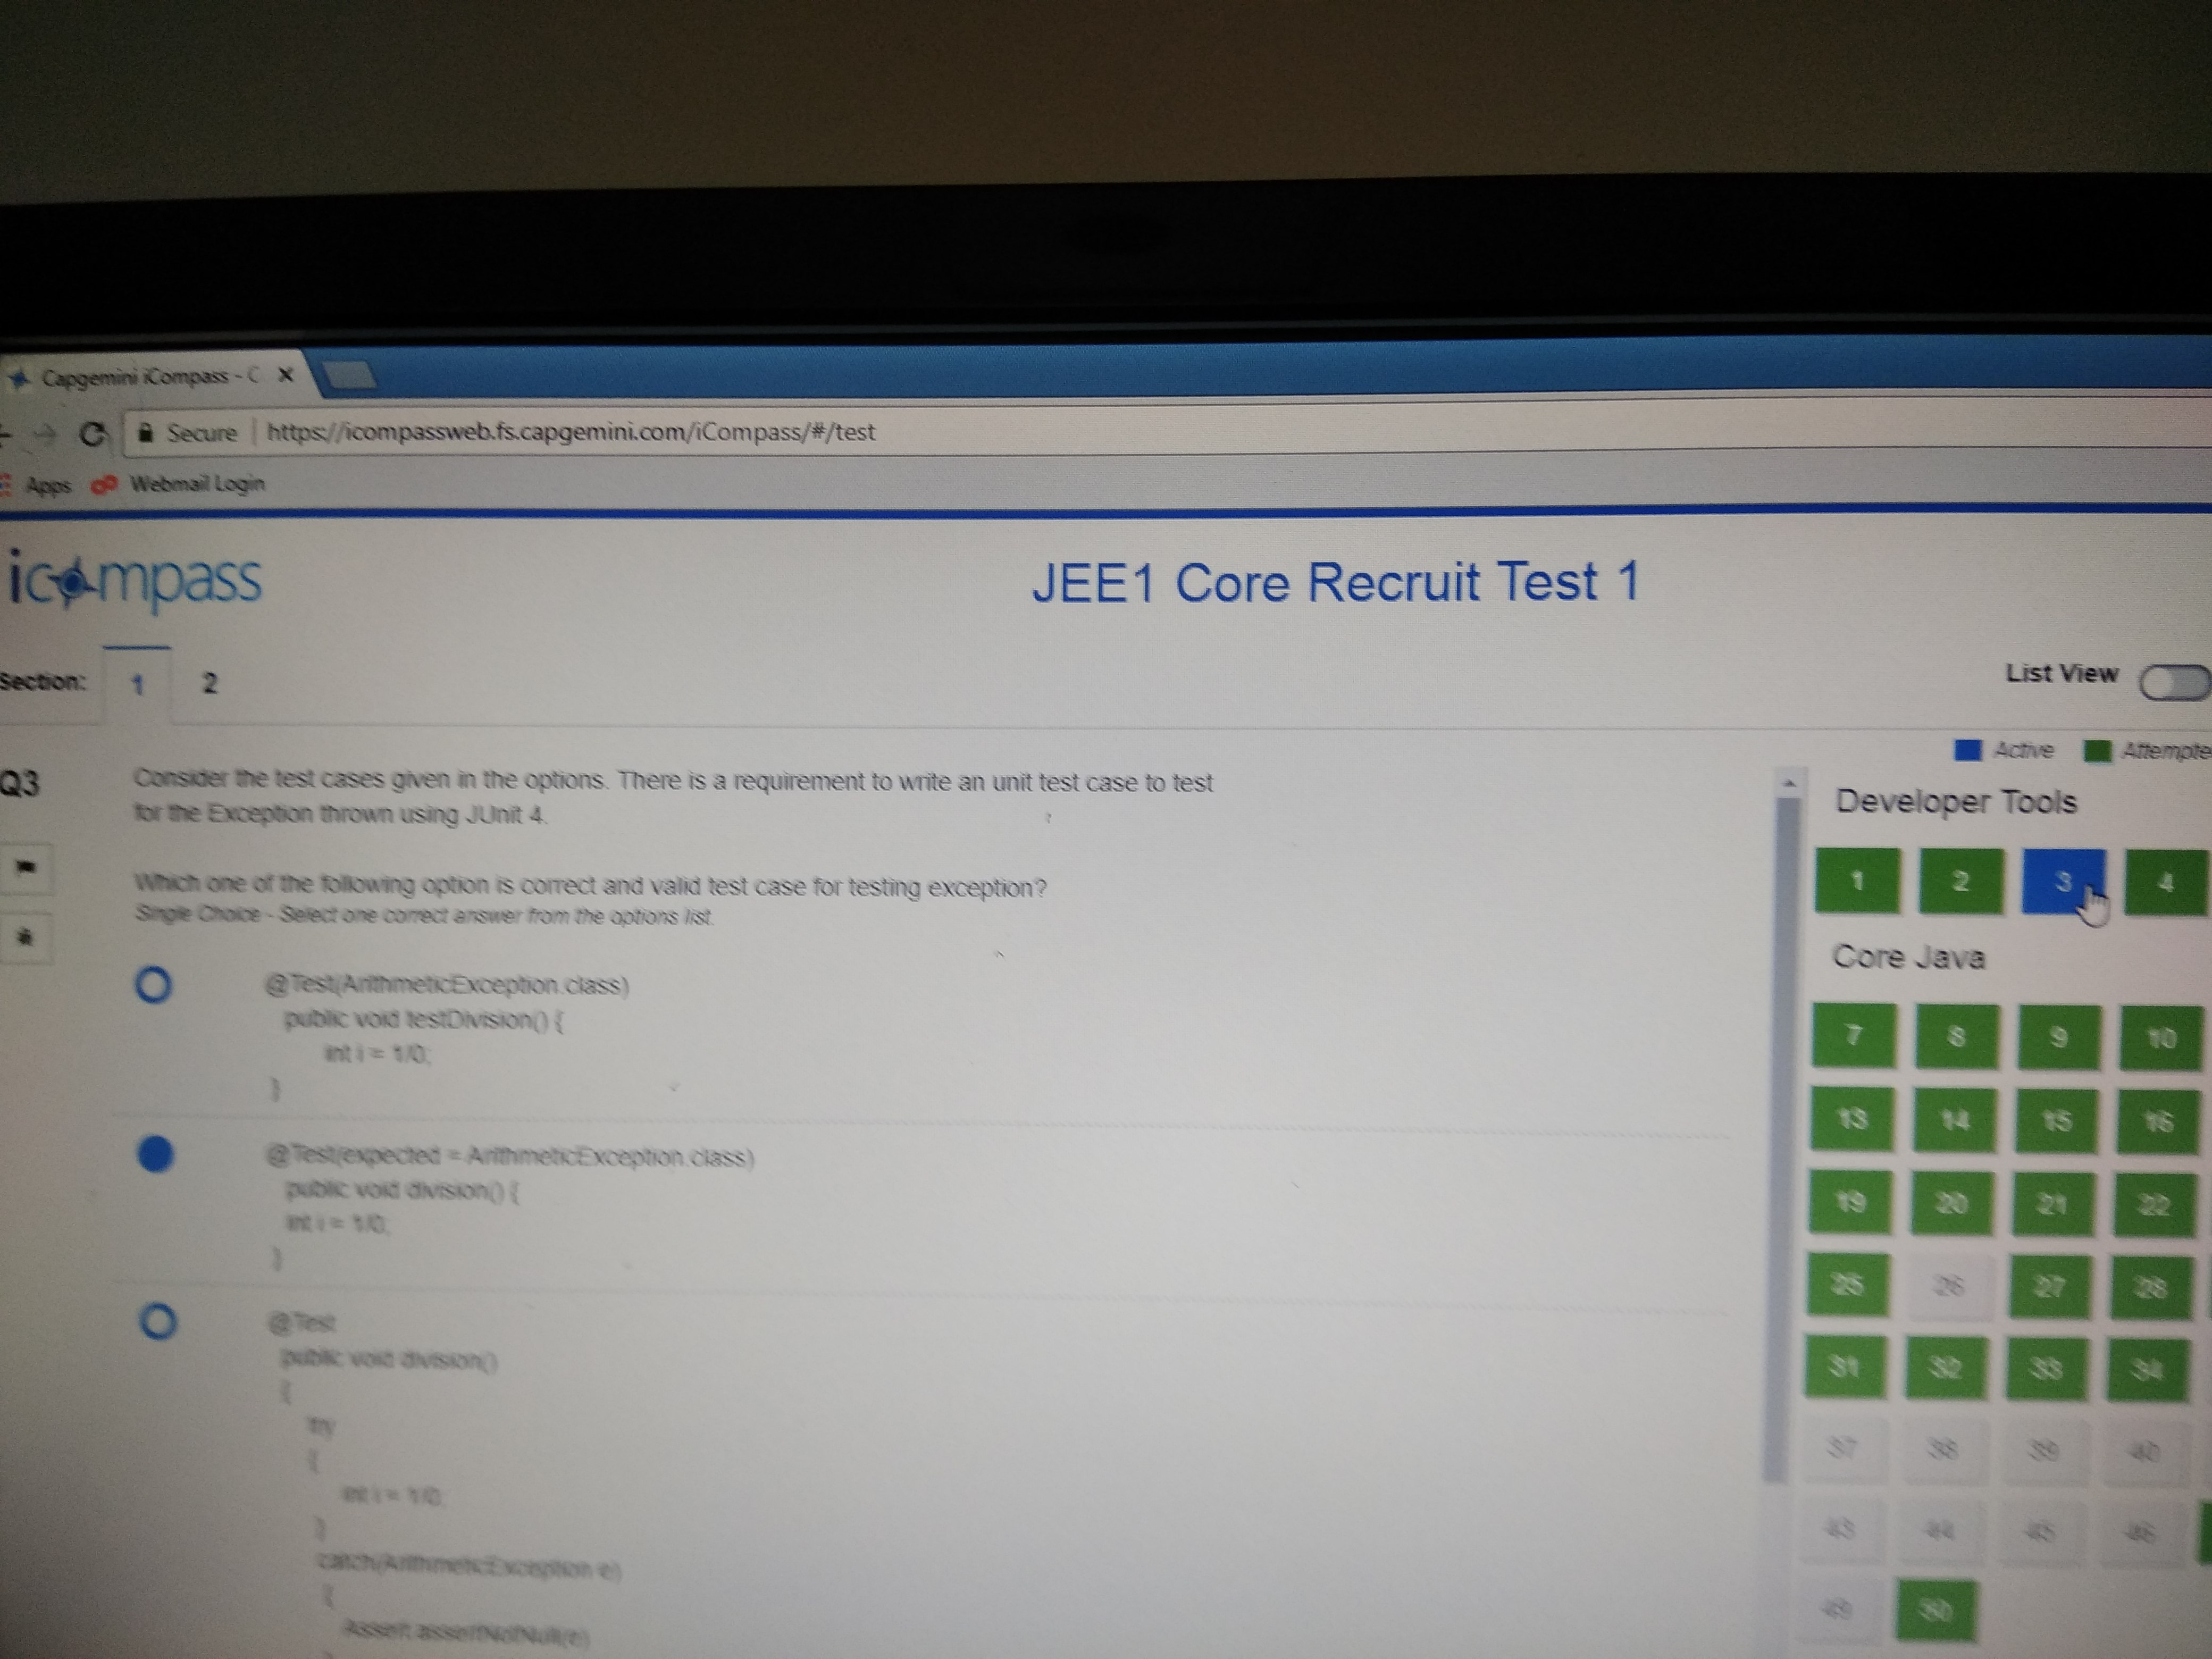 Capgemini iCompass - C
Secure https://icompassweb.fs.capgemini.com/iCompass/#/test
Apps Webmail Login
icompass
JEE1 Core Recruit Test 1
Section: 1 2
List View
Active Attempte
Q3
Consider the test cases given in the options. There is a requirement to write an unit test case to test
for the Exception thrown using JUnit 4.
Which one of the following option is correct and valid test case for testing exception?
Single Choice - Select one correct answer from the options list.
@Test(ArithmeticException.class)
public void testDivision() {
int i = 1/0;
}
@Test(expected = ArithmeticException.class)
public void division() {
int i = 1/0;
}
@Test
public void division()
{
try
{
int i = 1/0;
}
catch(ArithmeticException e)
{
Assert.assertNotNull(e)
Developer Tools
1 2 3 4
Core Java
7 8 9 10
13 14 15 16
19 20 21 22
25 26 27 28
31 32 33 34
37 38 39 40
43 44 45 46
49 50